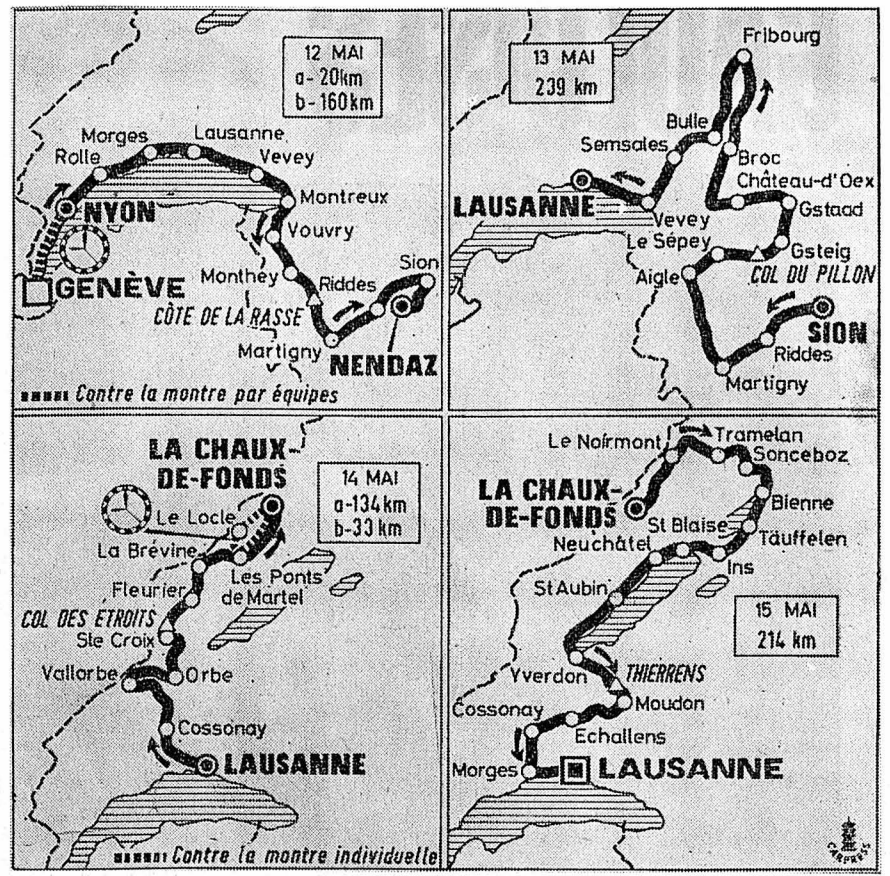 12 MAI
a- 20km
b- 160km
Morges
Lausanne
Rolle
Vevey
NYON
Montreux
Vouvry
GENÈVE
Monthey
Riddes
Sion
CÔTE DE LA RASSE
Martigny
NENDAZ
Contre la montre par équipes
13 MAI
239 km
Fribourg
Bulle
Semsales
Broc
Château-d'Oex
LAUSANNE
Vevey
Gstaad
Le Sépey
Gsteig
Aigle
COL DU PILLON
SION
Riddes
Martigny
LA CHAUX-
DE-FONDS
14 MAI
a-134km
b-33km
Le Locle
La Brévine
Les Ponts
de Martel
Fleurier
COL DES ETROITS
Ste Croix
Vallorbe
Orbe
Cossonay
LAUSANNE
Contre la montre individuelle
Le Noirmont
Tramelan
Sonceboz
LA CHAUX-
DE-FONDS
Bienne
St Blaise
Täuffelen
Neuchâtel
Ins
St Aubin
15 MAI
214 km
Yverdon
THIERRENS
Moudon
Cossonay
Echallens
Morges
LAUSANNE
CARPRESS